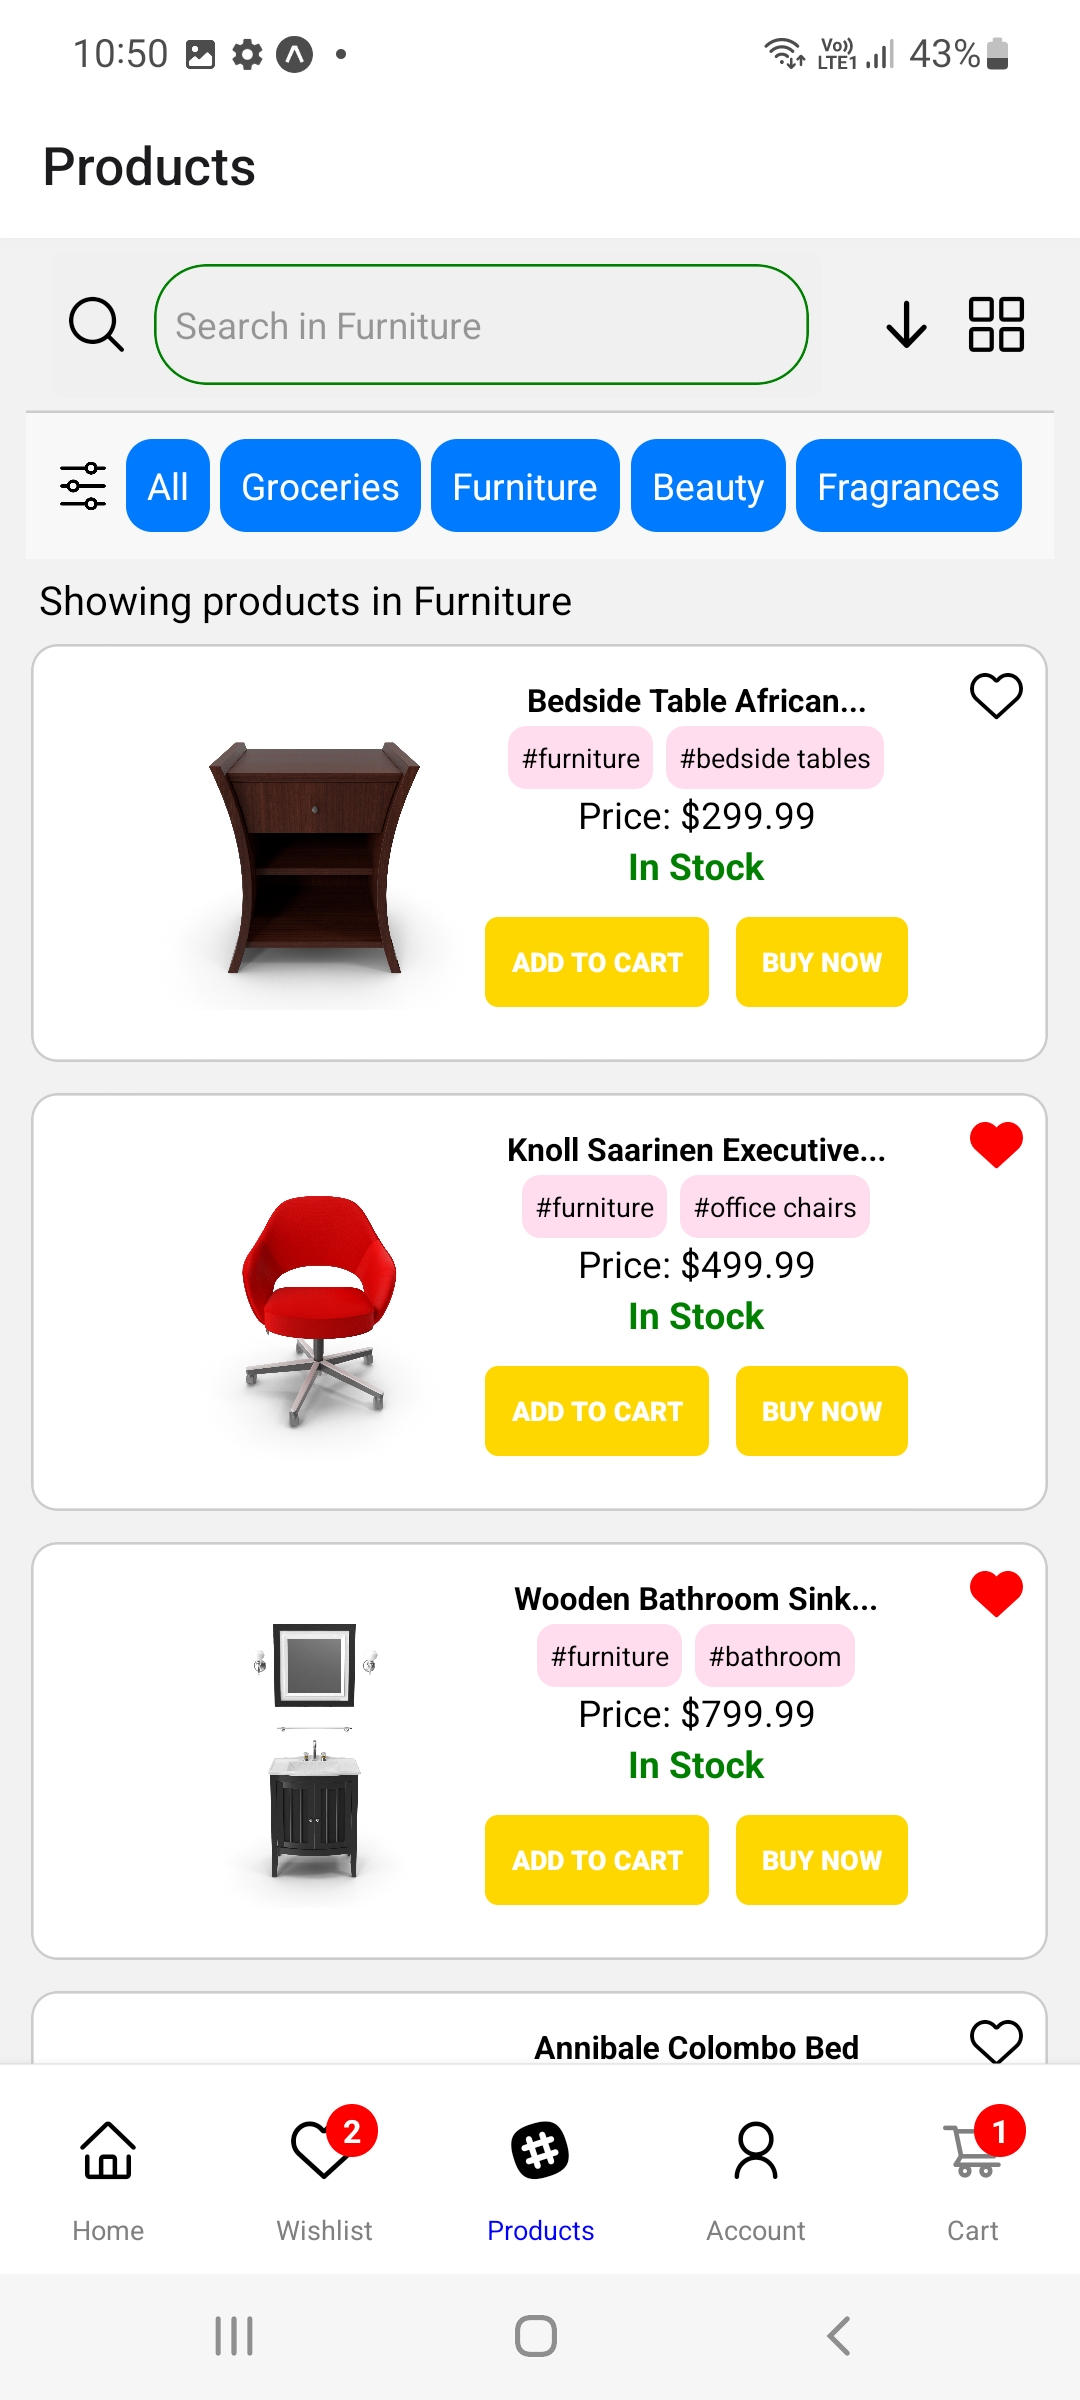 10:50
Vo)) LTE1 43%
Products
Search in Furniture
All Groceries Furniture Beauty Fragrances
Showing products in Furniture
Bedside Table African...
#furniture #bedside tables
Price: $299.99
In Stock
ADD TO CART BUY NOW
Knoll Saarinen Executive...
#furniture #office chairs
Price: $499.99
In Stock
ADD TO CART BUY NOW
Wooden Bathroom Sink...
#furniture #bathroom
Price: $799.99
In Stock
ADD TO CART BUY NOW
Annibale Colombo Bed
2 1
Home Wishlist Products Account Cart